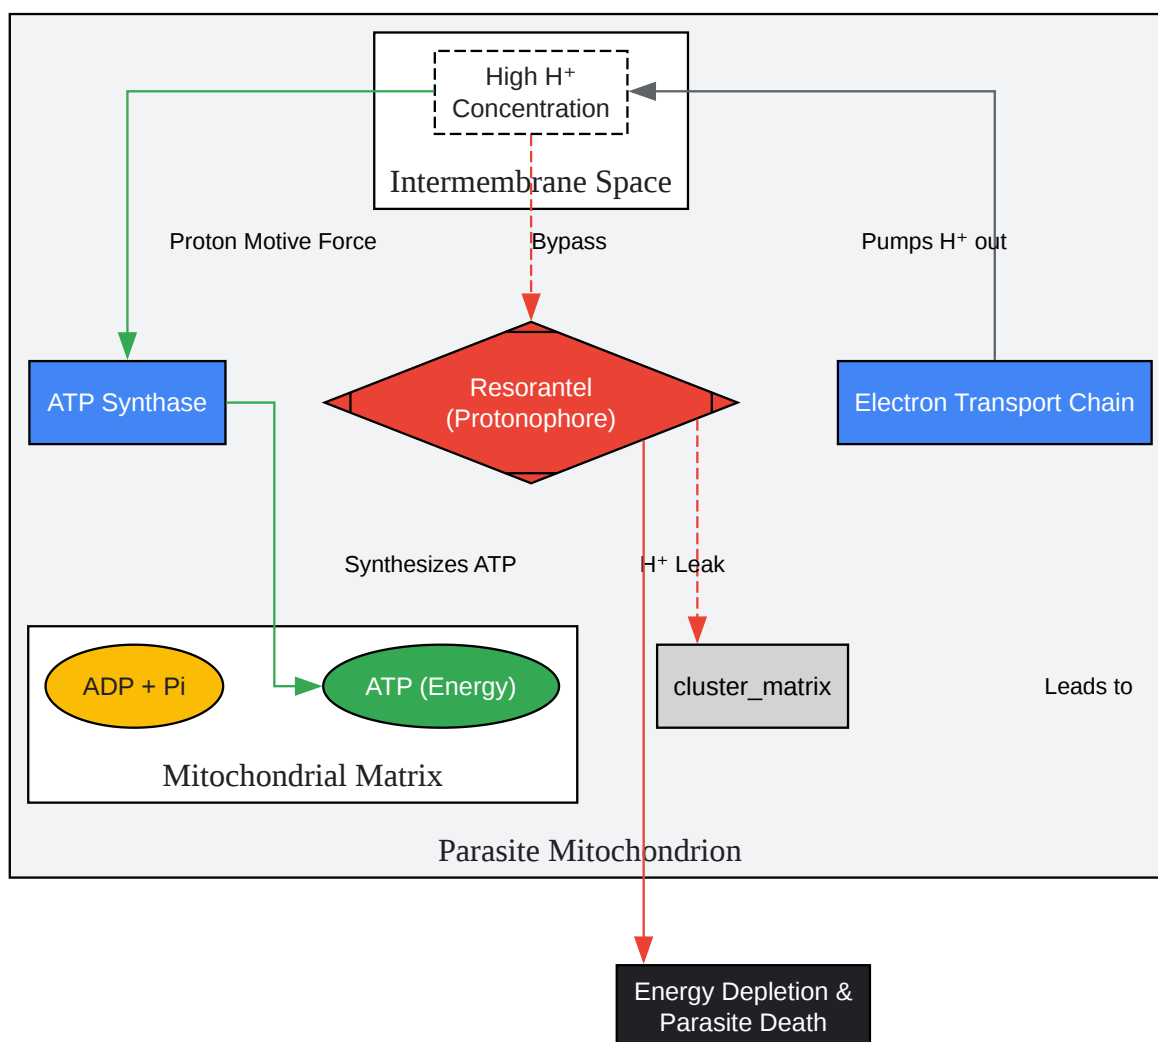 High H⁺
Concentration
Intermembrane Space
Proton Motive Force
Bypass
Pumps H⁺ out
ATP Synthase
Resorantel
(Protonophore)
Electron Transport Chain
Synthesizes ATP
H⁺ Leak
ADP + Pi
ATP (Energy)
cluster_matrix
Leads to
Mitochondrial Matrix
Parasite Mitochondrion
Energy Depletion &
Parasite Death